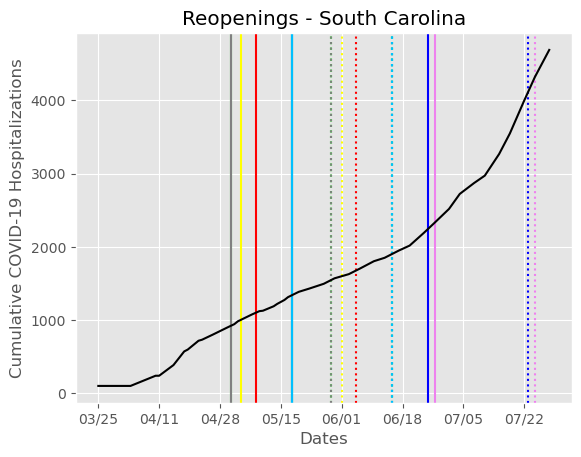 Reopenings - South Carolina
Cumulative COVID-19 Hospitalizations
4000
3000
2000
1000
0
03/25 04/11 04/28 05/15 06/01 06/18 07/05 07/22
Dates